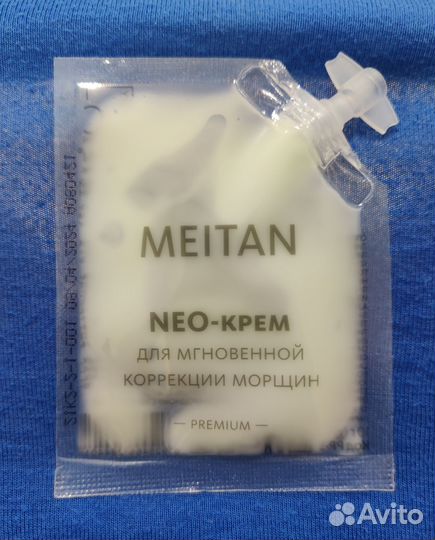 MEITAN
NEO-КРЕМ
ДЛЯ МГНОВЕННОЙ
КОРРЕКЦИИ МОРЩИН
— PREMIUM —
Avito